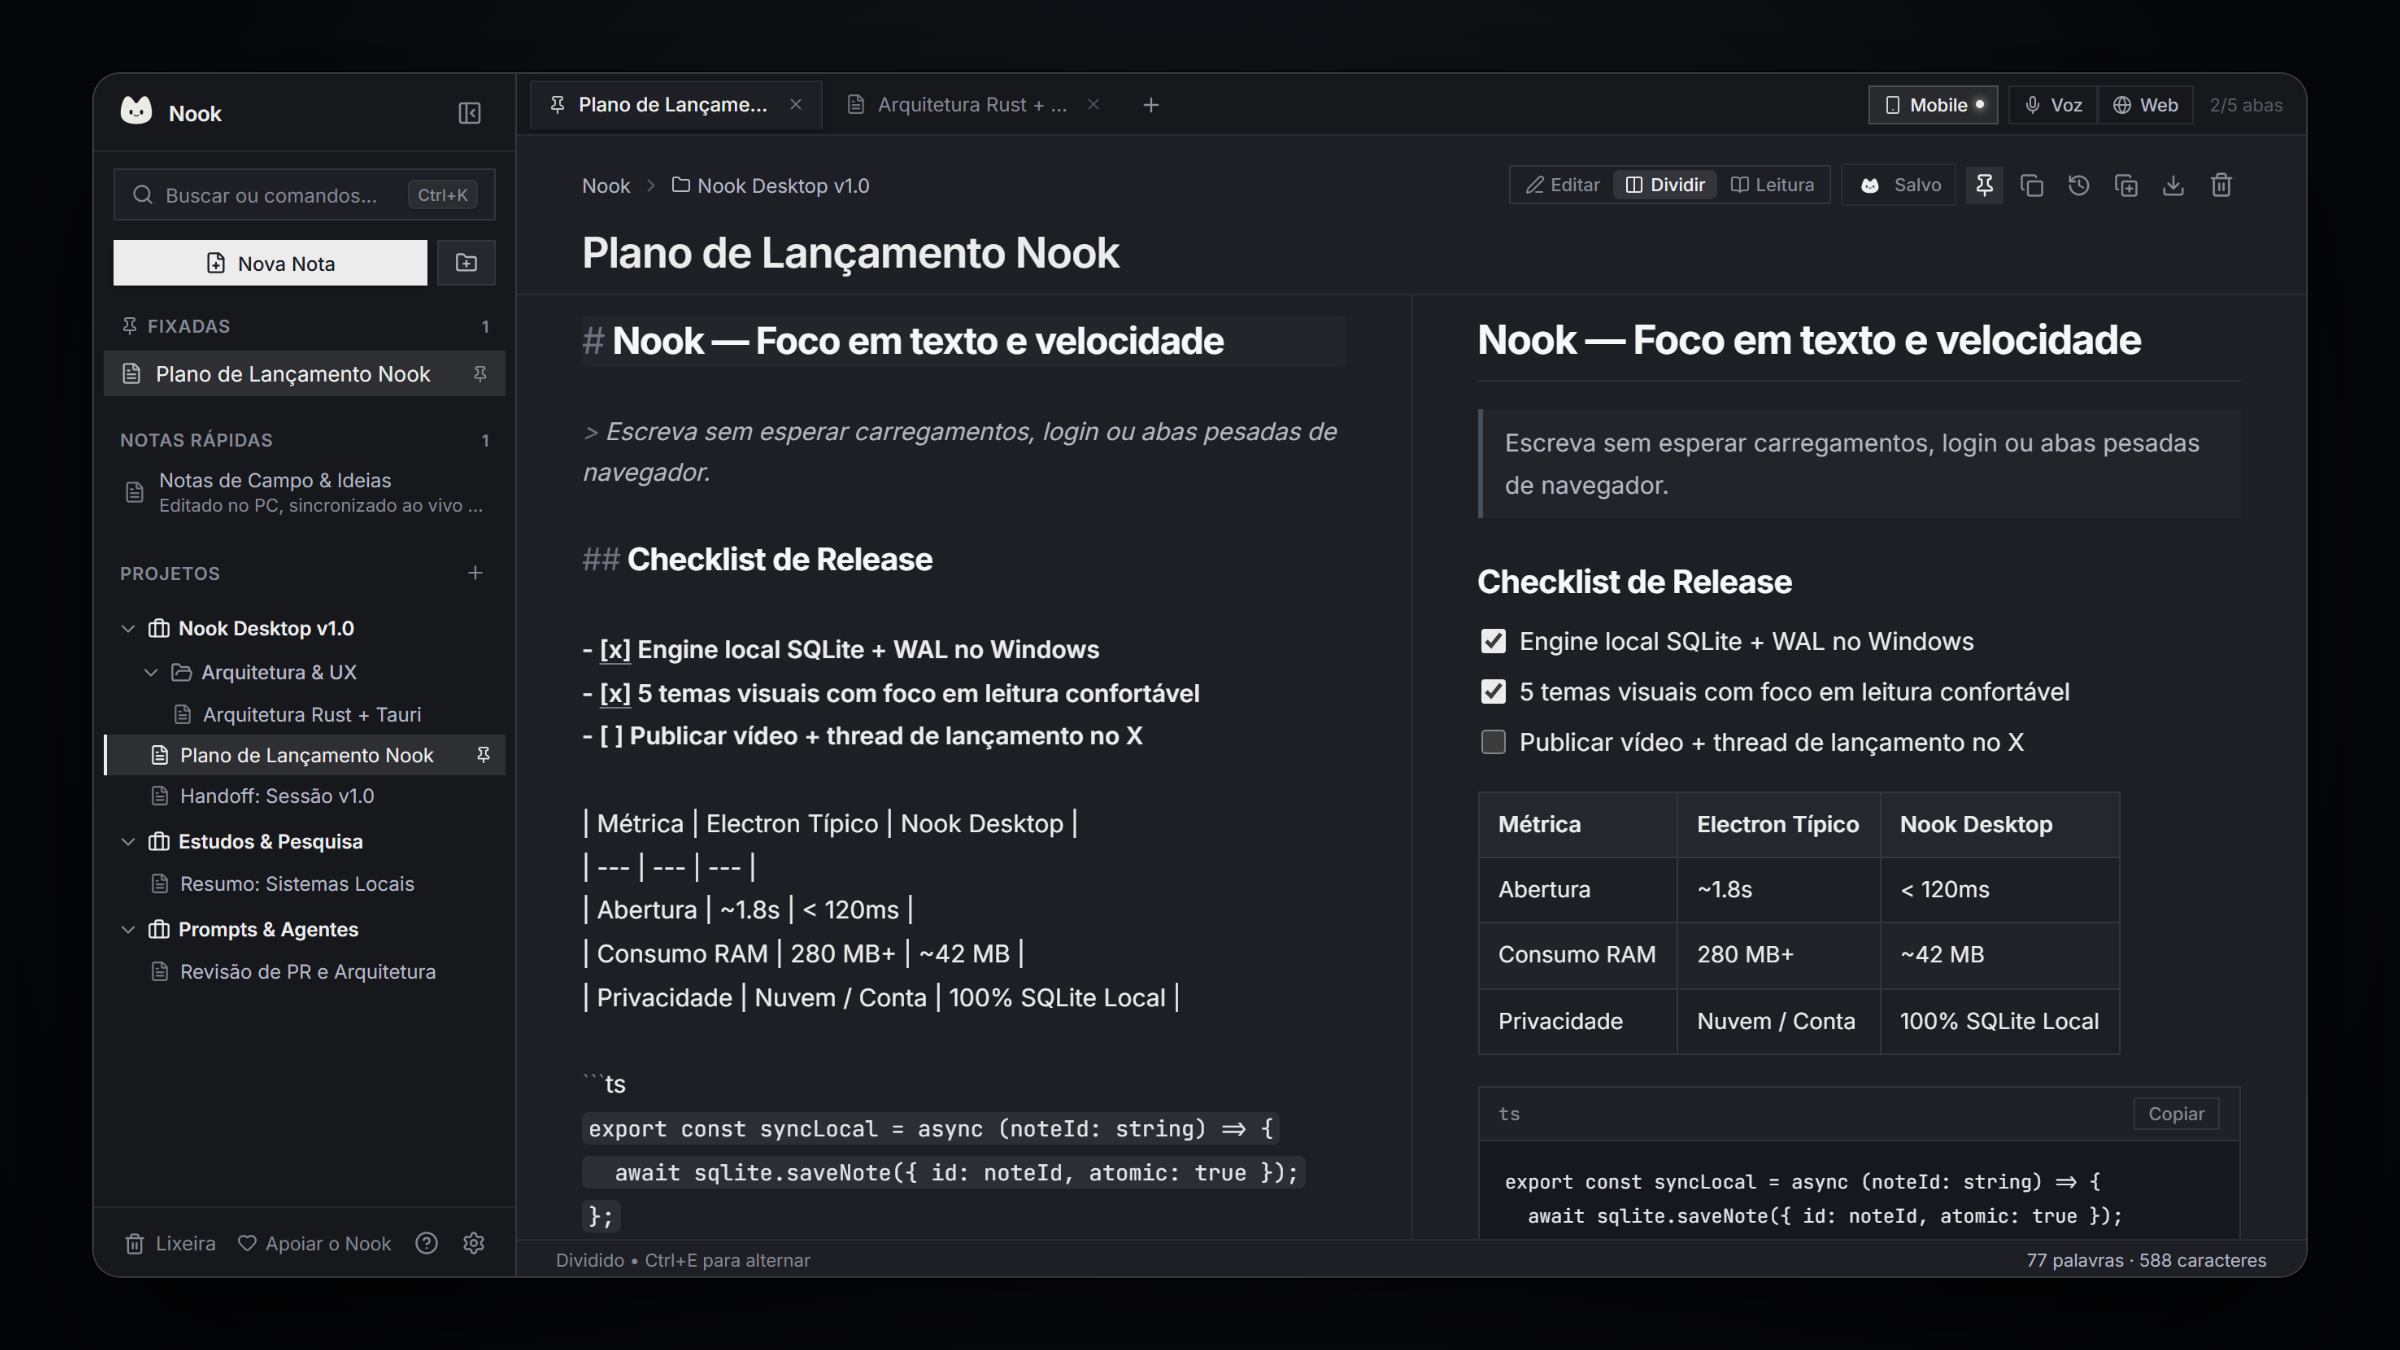 Nook
Buscar ou comandos...
Ctrl+K
Nova Nota
FIXADAS
1
Plano de Lançamento Nook
NOTAS RÁPIDAS
1
Notas de Campo & Ideias
Editado no PC, sincronizado ao vivo ...
PROJETOS
Nook Desktop v1.0
Arquitetura & UX
Arquitetura Rust + Tauri
Plano de Lançamento Nook
Handoff: Sessão v1.0
Estudos & Pesquisa
Resumo: Sistemas Locais
Prompts & Agentes
Revisão de PR e Arquitetura
Lixeira
Apoiar o Nook
Plano de Lançame...
Arquitetura Rust + ...
Mobile
Voz
Web
2/5 abas
Nook > Nook Desktop v1.0
Editar
Dividir
Leitura
Salvo
Plano de Lançamento Nook
# Nook — Foco em texto e velocidade
> Escreva sem esperar carregamentos, login ou abas pesadas de
navegador.
## Checklist de Release
- [x] Engine local SQLite + WAL no Windows
- [x] 5 temas visuais com foco em leitura confortável
- [ ] Publicar vídeo + thread de lançamento no X
| Métrica | Electron Típico | Nook Desktop |
| --- | --- | --- |
| Abertura | ~1.8s | < 120ms |
| Consumo RAM | 280 MB+ | ~42 MB |
| Privacidade | Nuvem / Conta | 100% SQLite Local |
```ts
export const syncLocal = async (noteId: string) => {
await sqlite.saveNote({ id: noteId, atomic: true });
};
Nook — Foco em texto e velocidade
Escreva sem esperar carregamentos, login ou abas pesadas
de navegador.
Checklist de Release
Engine local SQLite + WAL no Windows
5 temas visuais com foco em leitura confortável
Publicar vídeo + thread de lançamento no X
Métrica Electron Típico Nook Desktop
Abertura ~1.8s < 120ms
Consumo RAM 280 MB+ ~42 MB
Privacidade Nuvem / Conta 100% SQLite Local
ts
Copiar
export const syncLocal = async (noteId: string) => {
await sqlite.saveNote({ id: noteId, atomic: true });
Dividido • Ctrl+E para alternar
77 palavras · 588 caracteres